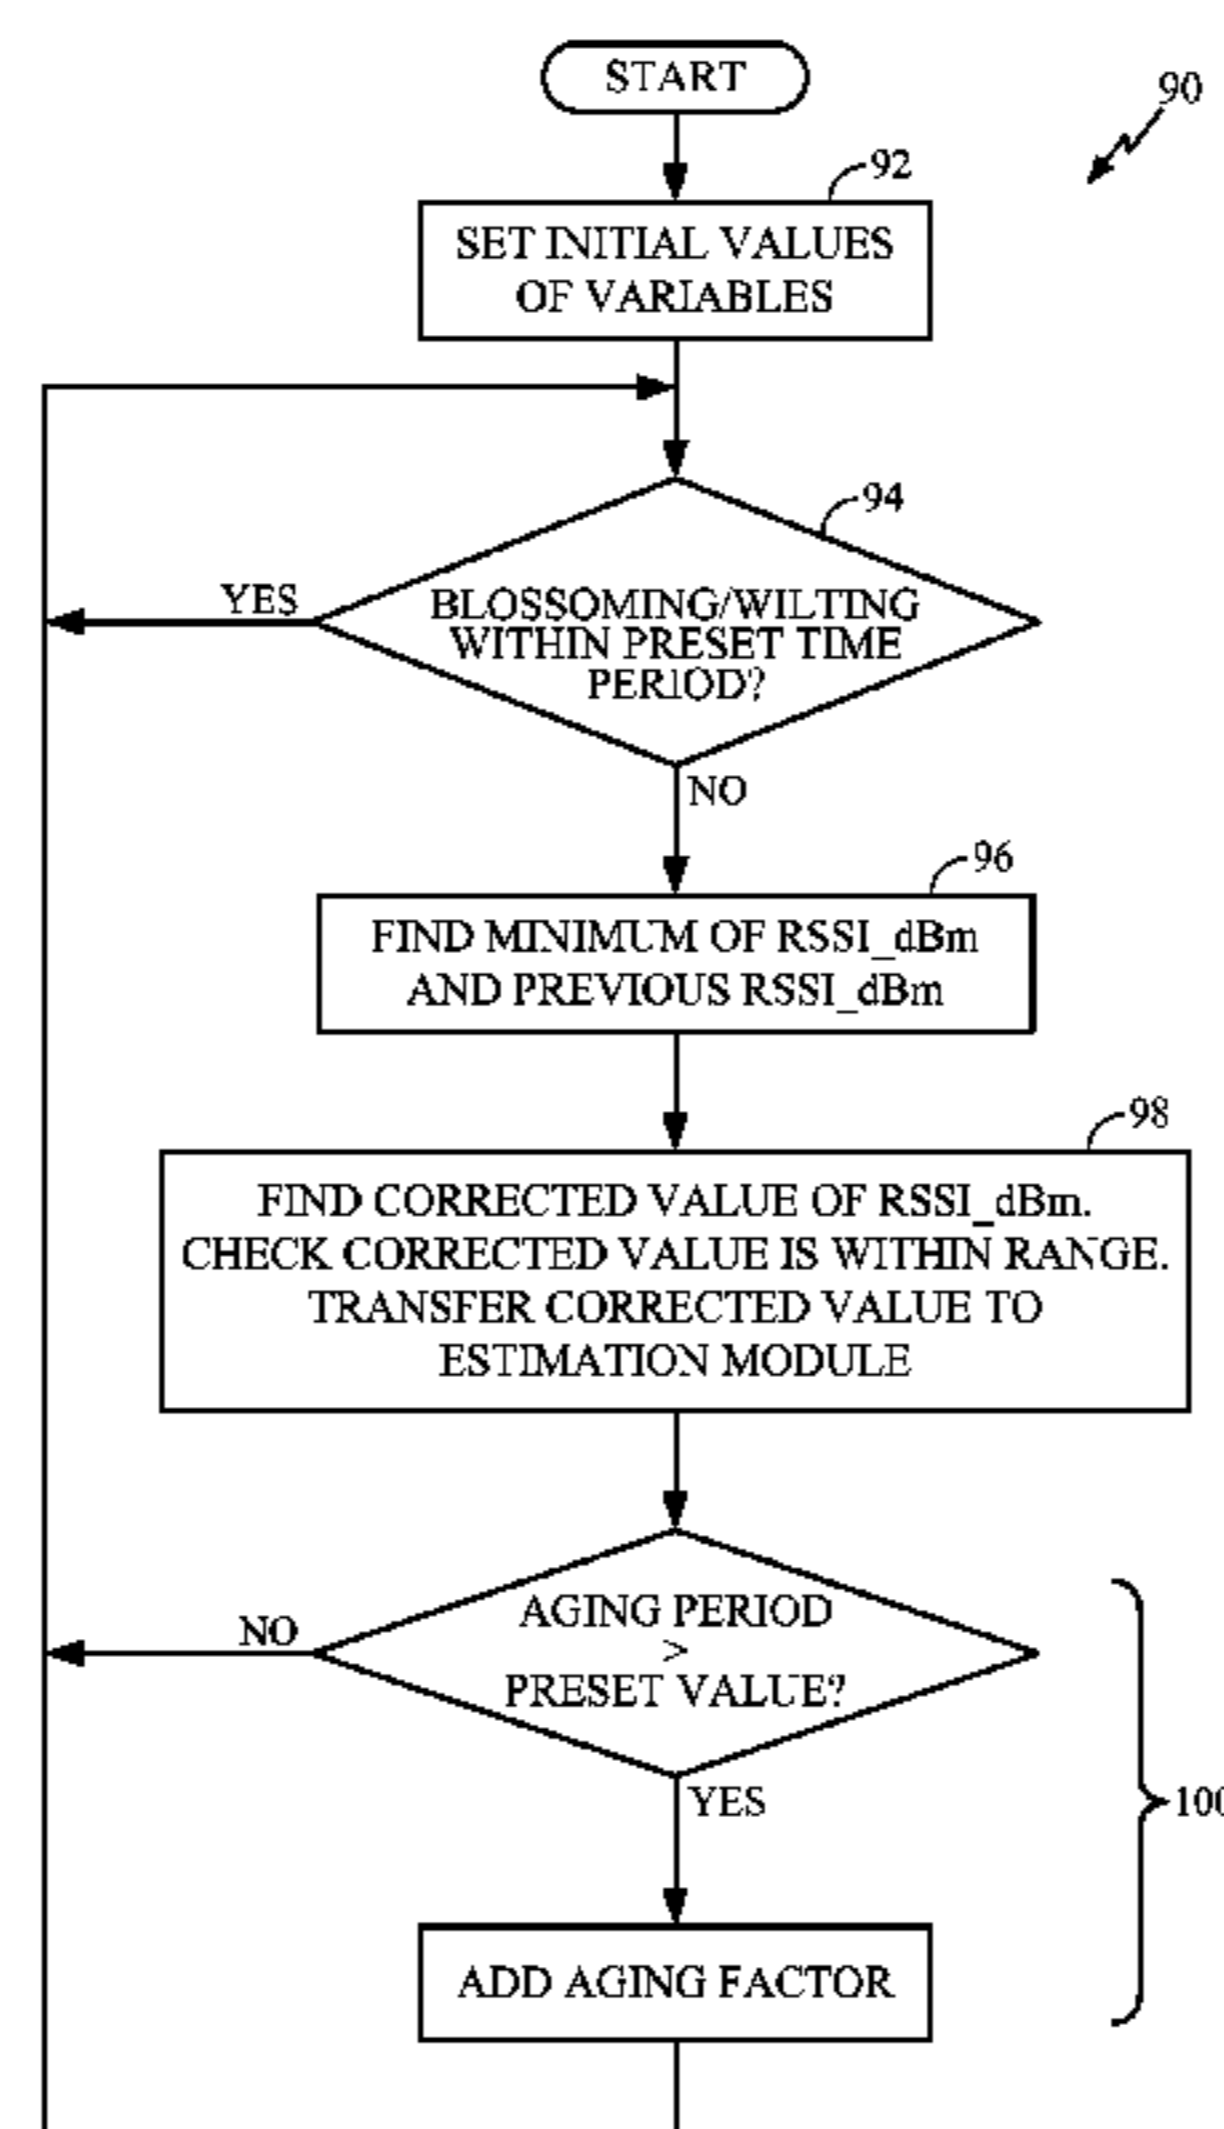 START
90
92
SET INITIAL VALUES
OF VARIABLES
94
YES
BLOSSOMING/WILTING
WITHIN PRESET TIME
PERIOD?
NO
96
FIND MINIMUM OF RSSI_dBm
AND PREVIOUS RSSI_dBm
98
FIND CORRECTED VALUE OF RSSI_dBm.
CHECK CORRECTED VALUE IS WITHIN RANGE.
TRANSFER CORRECTED VALUE TO
ESTIMATION MODULE
NO
AGING PERIOD
>
PRESET VALUE?
YES
100
ADD AGING FACTOR